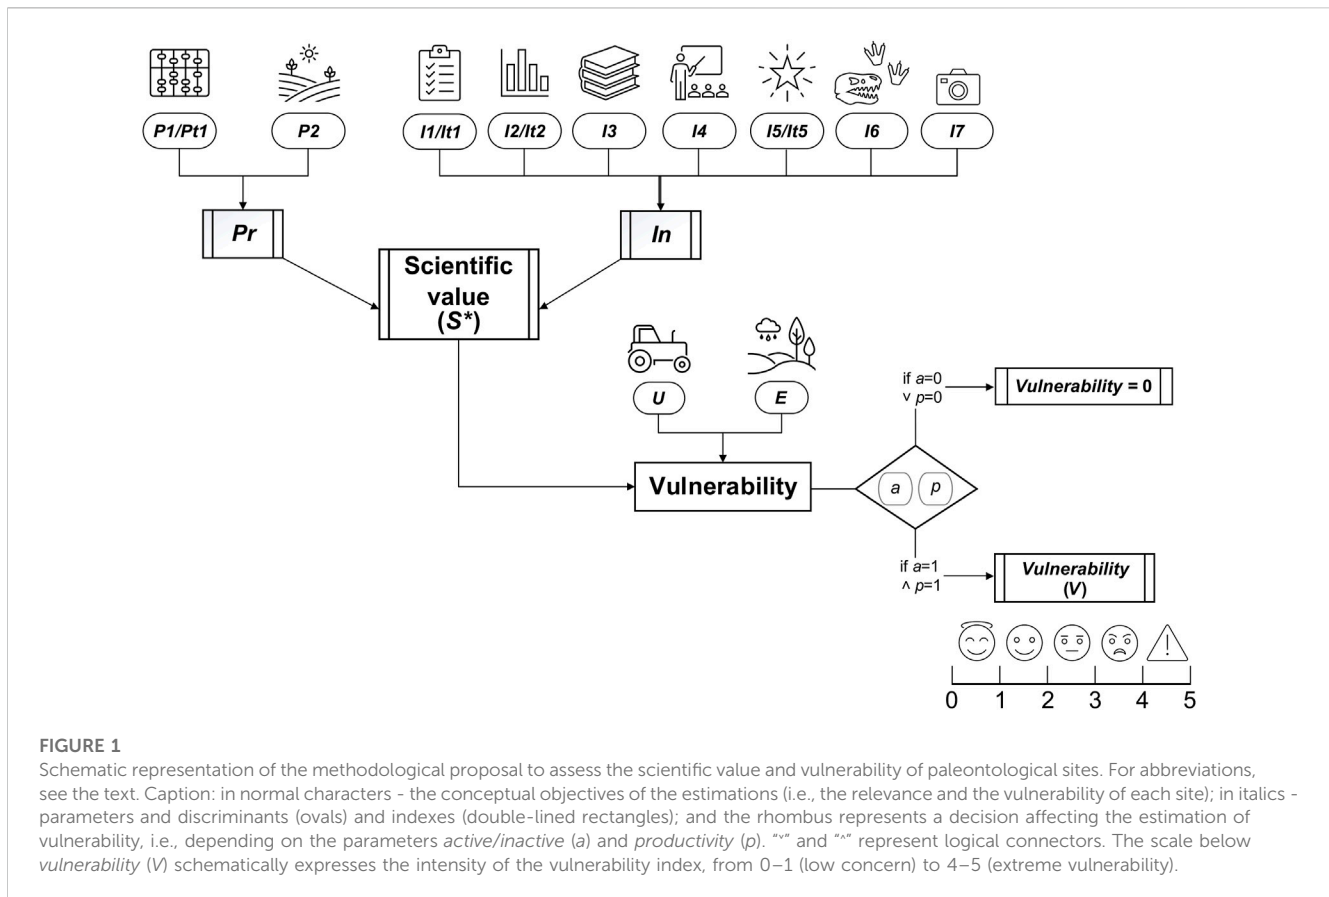 P1/Pt1 P2 I1/It1 I2/It2 I3 I4 I5/It5 I6 I7
Pr In
Scientific
value
(S*)
U E
if a=0
˅ p=0
Vulnerability = 0
Vulnerability
a p
if a=1
˄ p=1
Vulnerability
(V)
0 1 2 3 4 5
FIGURE 1
Schematic representation of the methodological proposal to assess the scientific value and vulnerability of paleontological sites. For abbreviations,
see the text. Caption: in normal characters - the conceptual objectives of the estimations (i.e., the relevance and the vulnerability of each site); in italics -
parameters and discriminants (ovals) and indexes (double-lined rectangles); and the rhombus represents a decision affecting the estimation of
vulnerability, i.e., depending on the parameters active/inactive (a) and productivity (p). "˅" and "˄" represent logical connectors. The scale below
vulnerability (V) schematically expresses the intensity of the vulnerability index, from 0–1 (low concern) to 4–5 (extreme vulnerability).